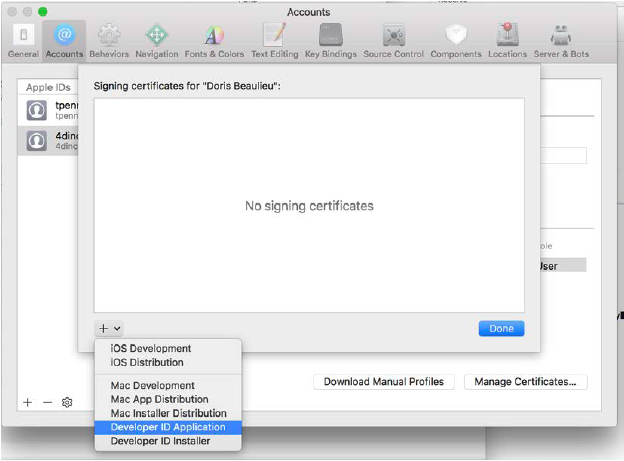 Accounts
General Accounts Behaviors Navigation Fonts & Colors Text Editing Key Bindings Source Control Components Locations Server & Bots
Apple IDs
Signing certificates for "Doris Beaulieu":
tpenn
tpenn
4dinc
4dinc
No signing certificates
ole
User
Done
iOS Development
iOS Distribution
Mac Development
Mac App Distribution
Mac Installer Distribution
Developer ID Application
Developer ID Installer
Download Manual Profiles
Manage Certificates...